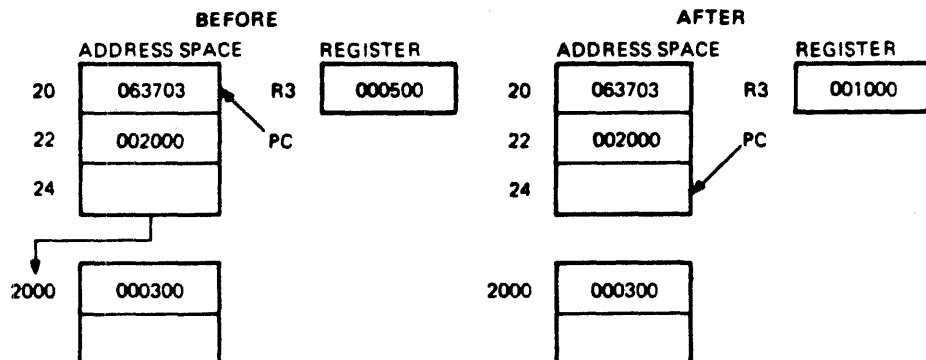 BEFORE AFTER
ADDRESS SPACE REGISTER ADDRESS SPACE REGISTER
20 063703 R3 000500 20 063703 R3 001000
22 002000 PC 22 002000 PC
24 24
2000 000300 2000 000300